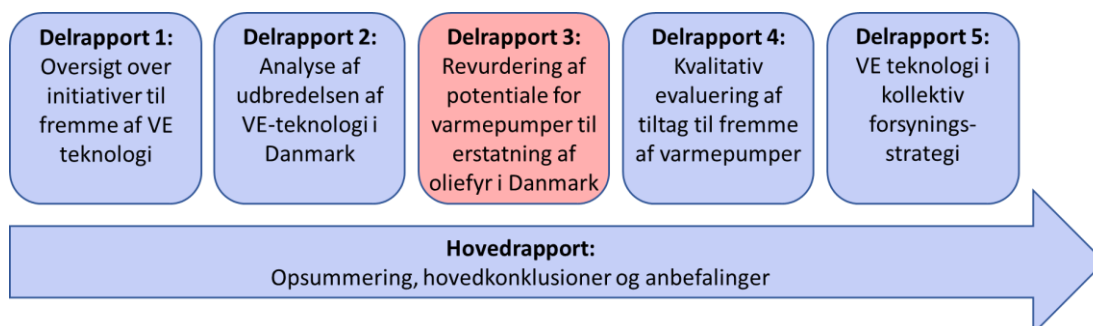 Delrapport 1:
Oversigt over
initiativer til
fremme af VE
teknologi
Delrapport 2:
Analyse af
udbredelsen af
VE-teknologi i
Danmark
Delrapport 3:
Revurdering af
potentiale for
varmepumper til
erstatning af
oliefyr i Danmark
Delrapport 4:
Kvalitativ
evaluering af
tiltag til fremme
af varmepumper
Delrapport 5:
VE teknologi i
kollektiv
forsynings-
strategi
Hovedrapport:
Opsummering, hovedkonklusioner og anbefalinger